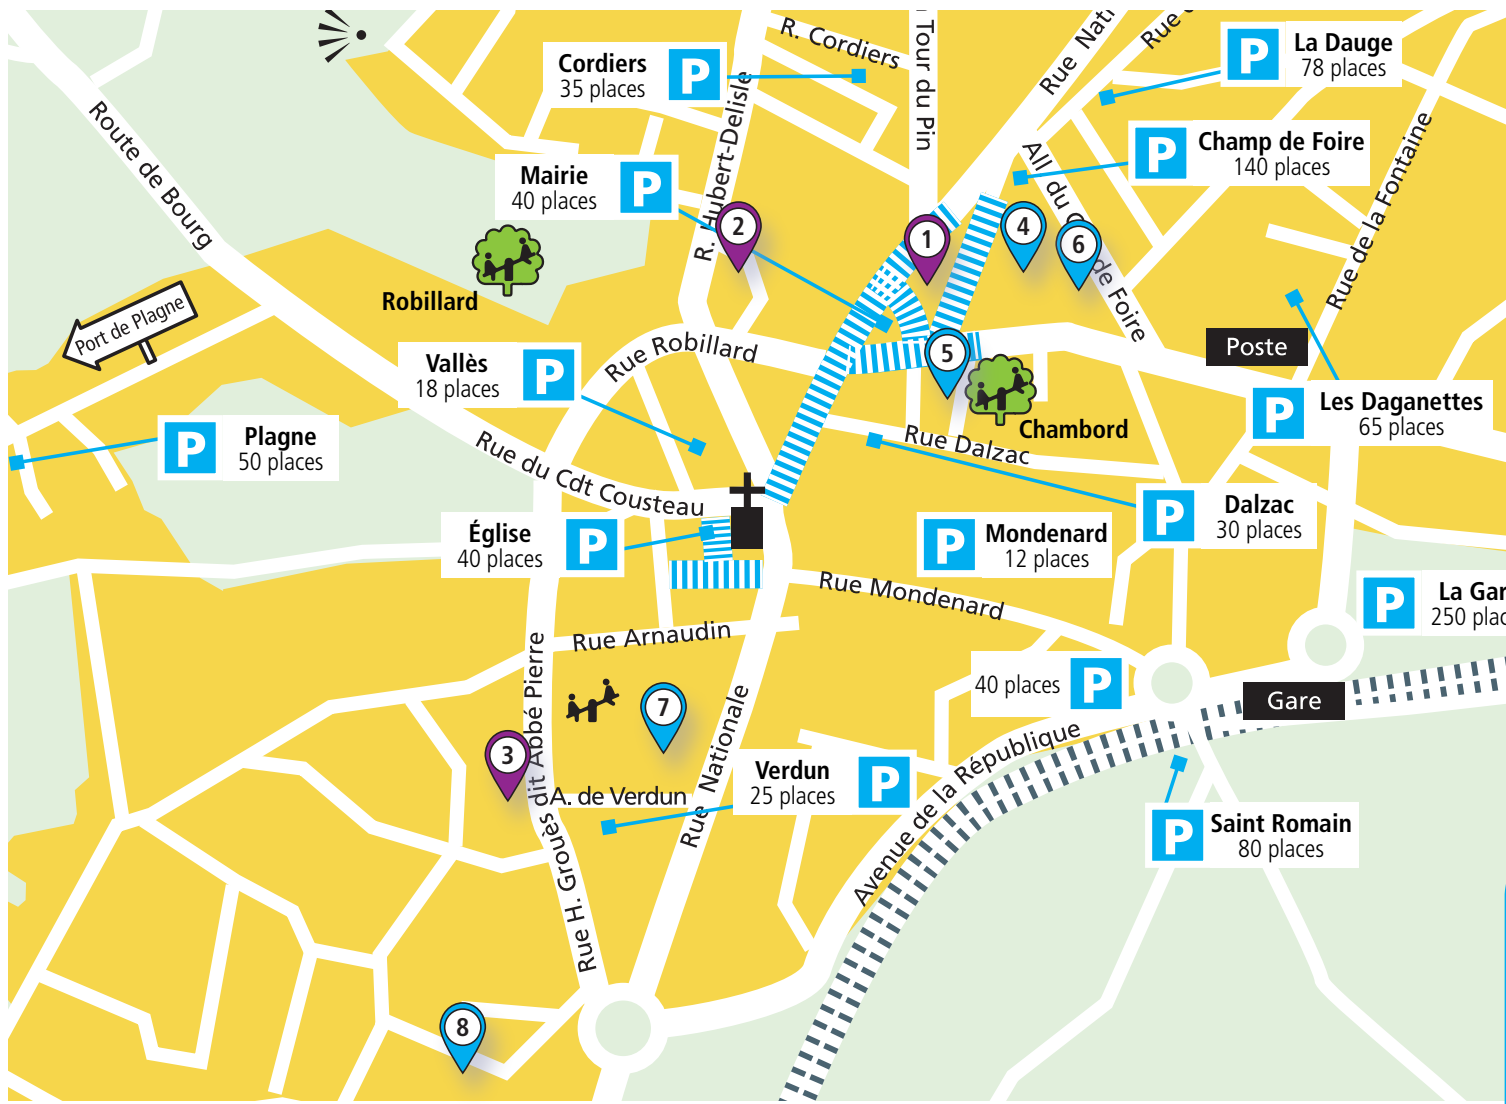 R. Cordiers
Tour du Pin
Rue Nati
Rue
P
La Dauge
78 places
Cordiers
35 places
P
R. Hubert-Delisle
Route de Bourg
P
Champ de Foire
140 places
Mairie
40 places
P
All du C
de Foire
Rue de la Fontaine
2
1
4
6
Robillard
Port de Plagne
Rue Robillard
5
Poste
Vallès
18 places
P
P
Les Daganettes
65 places
Chambord
Rue Dalzac
P
Plagne
50 places
Rue du Cdt Cousteau
P
Dalzac
30 places
Église
40 places
P
P
Mondenard
12 places
Rue Mondenard
P
La Gar
250 plac
Rue Arnaudin
40 places
P
Gare
7
3
Rue H. Grouès dit Abbé Pierre
Rue Nationale
Avenue de la République
A. de Verdun
Verdun
25 places
P
P
Saint Romain
80 places
8